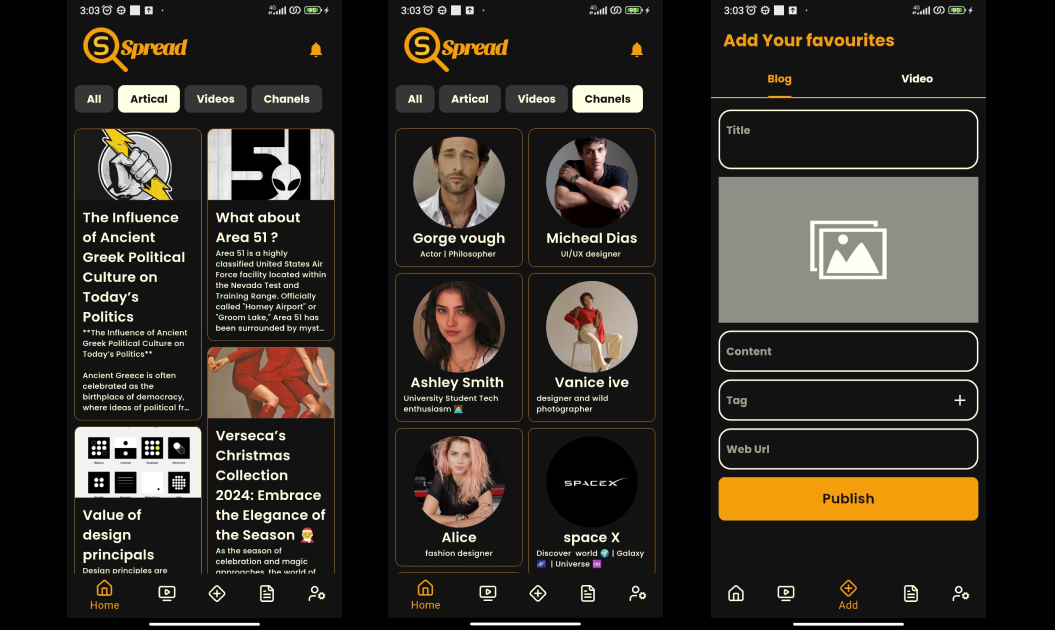 3:03
4G
95
S Spread
All
Artical
Videos
Chanels
The Influence
of Ancient
Greek Political
Culture on
Today's
Politics
**The Influence of Ancient
Greek Political Culture on
Today's Politics**
Ancient Greece is often
celebrated as the
birthplace of democracy,
where ideas of political fr...
Value of
design
principals
Design principles are
51
What about
Area 51 ?
Area 51 is a highly
classified United States Air
Force facility located within
the Nevada Test and
Training Range. Officially
called "Homey Airport" or
"Groom Lake," Area 51 has
been surrounded by myst...
Verseca's
Christmas
Collection
2024: Embrace
the Elegance of
the Season 🎅
As the season of
celebration and magic
approaches, the world of
Home
3:03
4G
95
S Spread
All
Artical
Videos
Chanels
Gorge vough
Actor | Philosopher
Micheal Dias
UI/UX designer
Ashley Smith
University Student Tech
enthusiasm 🧑‍💻
Vanice ive
designer and wild
photographer
Alice
fashion designer
SPACEX
space X
Discover world 🌍 | Galaxy
🌌 | Universe ♾️
Home
3:03
4G
95
Add Your favourites
Blog
Video
Title
Content
Tag
+
Web Url
Publish
Add